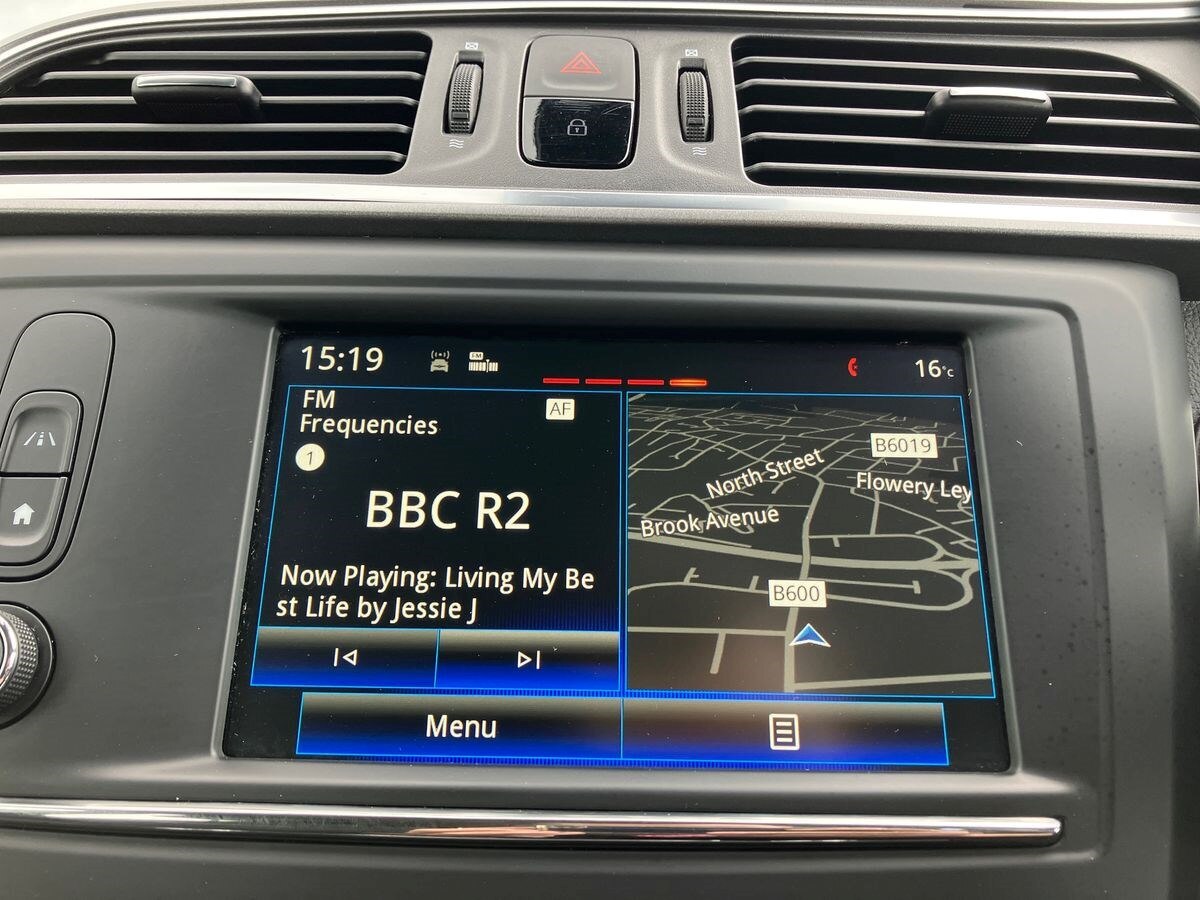 15:19
FM
16°c
FM
Frequencies
AF
1
BBC R2
Now Playing: Living My Be
st Life by Jessie J
B6019
North Street
Flowery Ley
Brook Avenue
B600
Menu